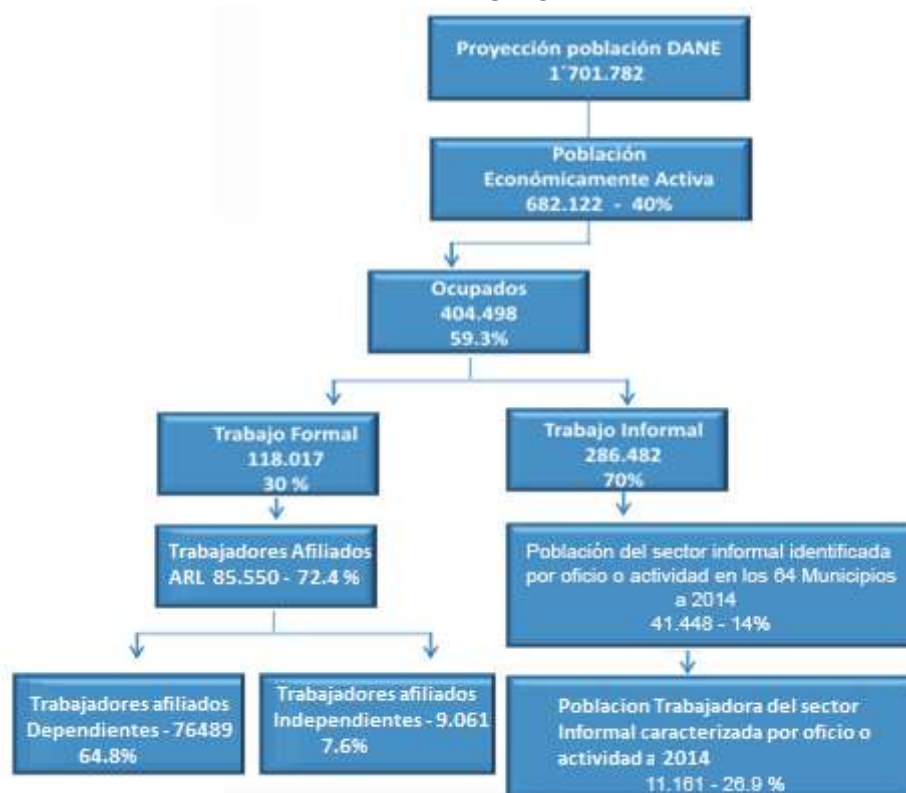 Proyección población DANE
1´701.782
Población
Económicamente Activa
682.122 - 40%
Ocupados
404.498
59.3%
Trabajo Formal
118.017
30 %
Trabajo Informal
286.482
70%
Trabajadores Afiliados
ARL 85.550 - 72.4 %
Población del sector informal identificada
por oficio o actividad en los 64 Municipios
a 2014
41.448 - 14%
Trabajadores afiliados
Dependientes - 76489
64.8%
Trabajadores afiliados
Independientes - 9.061
7.6%
Poblacion Trabajadora del sector
Informal caracterizada por oficio o
actividad a 2014
11.161 - 26.9 %